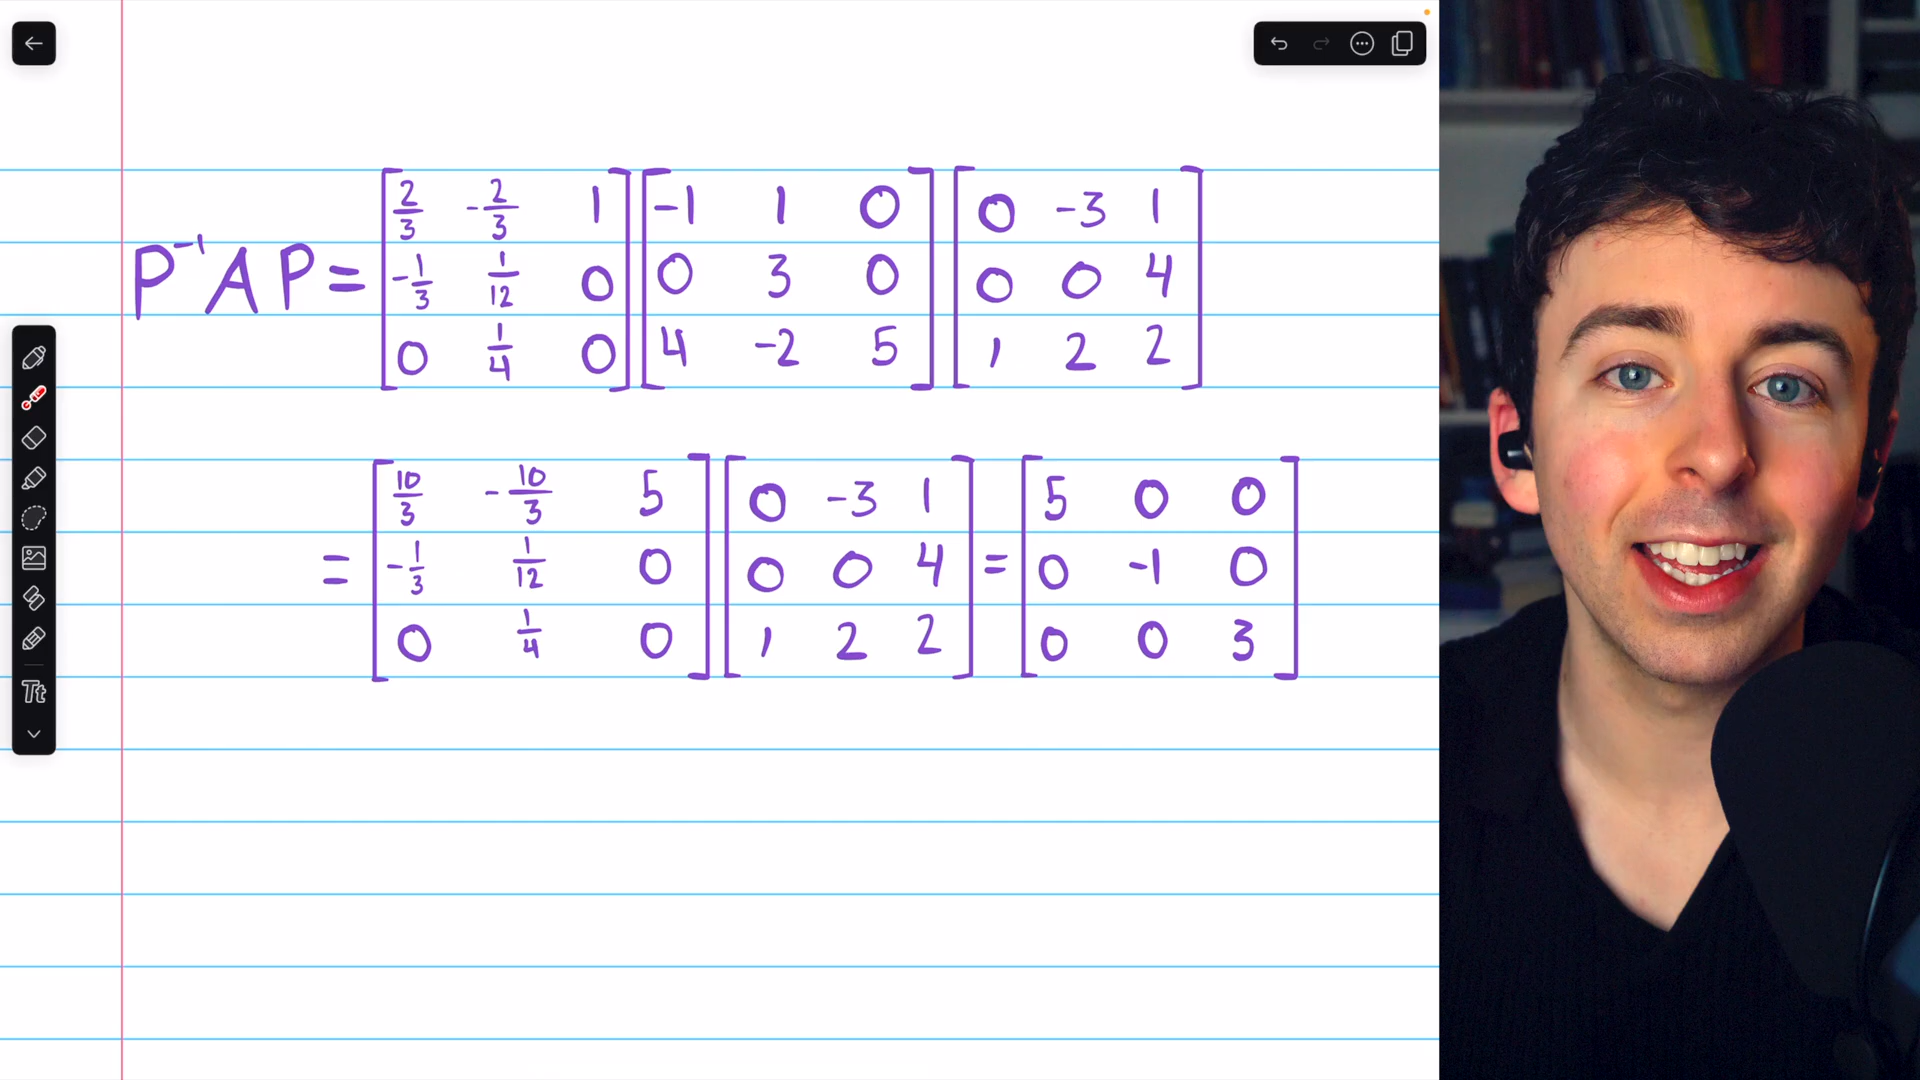 P⁻¹AP = [2/3 -2/3 1] [-1 1 0] [0 -3 1]
[-1/3 1/12 0] [0 3 0] [0 0 4]
[0 1/4 0] [4 -2 5] [1 2 2]
= [10/3 -10/3 5] [0 -3 1] = [5 0 0]
[-1/3 1/12 0] [0 0 4] [0 -1 0]
[0 1/4 0] [1 2 2] [0 0 3]
Tt